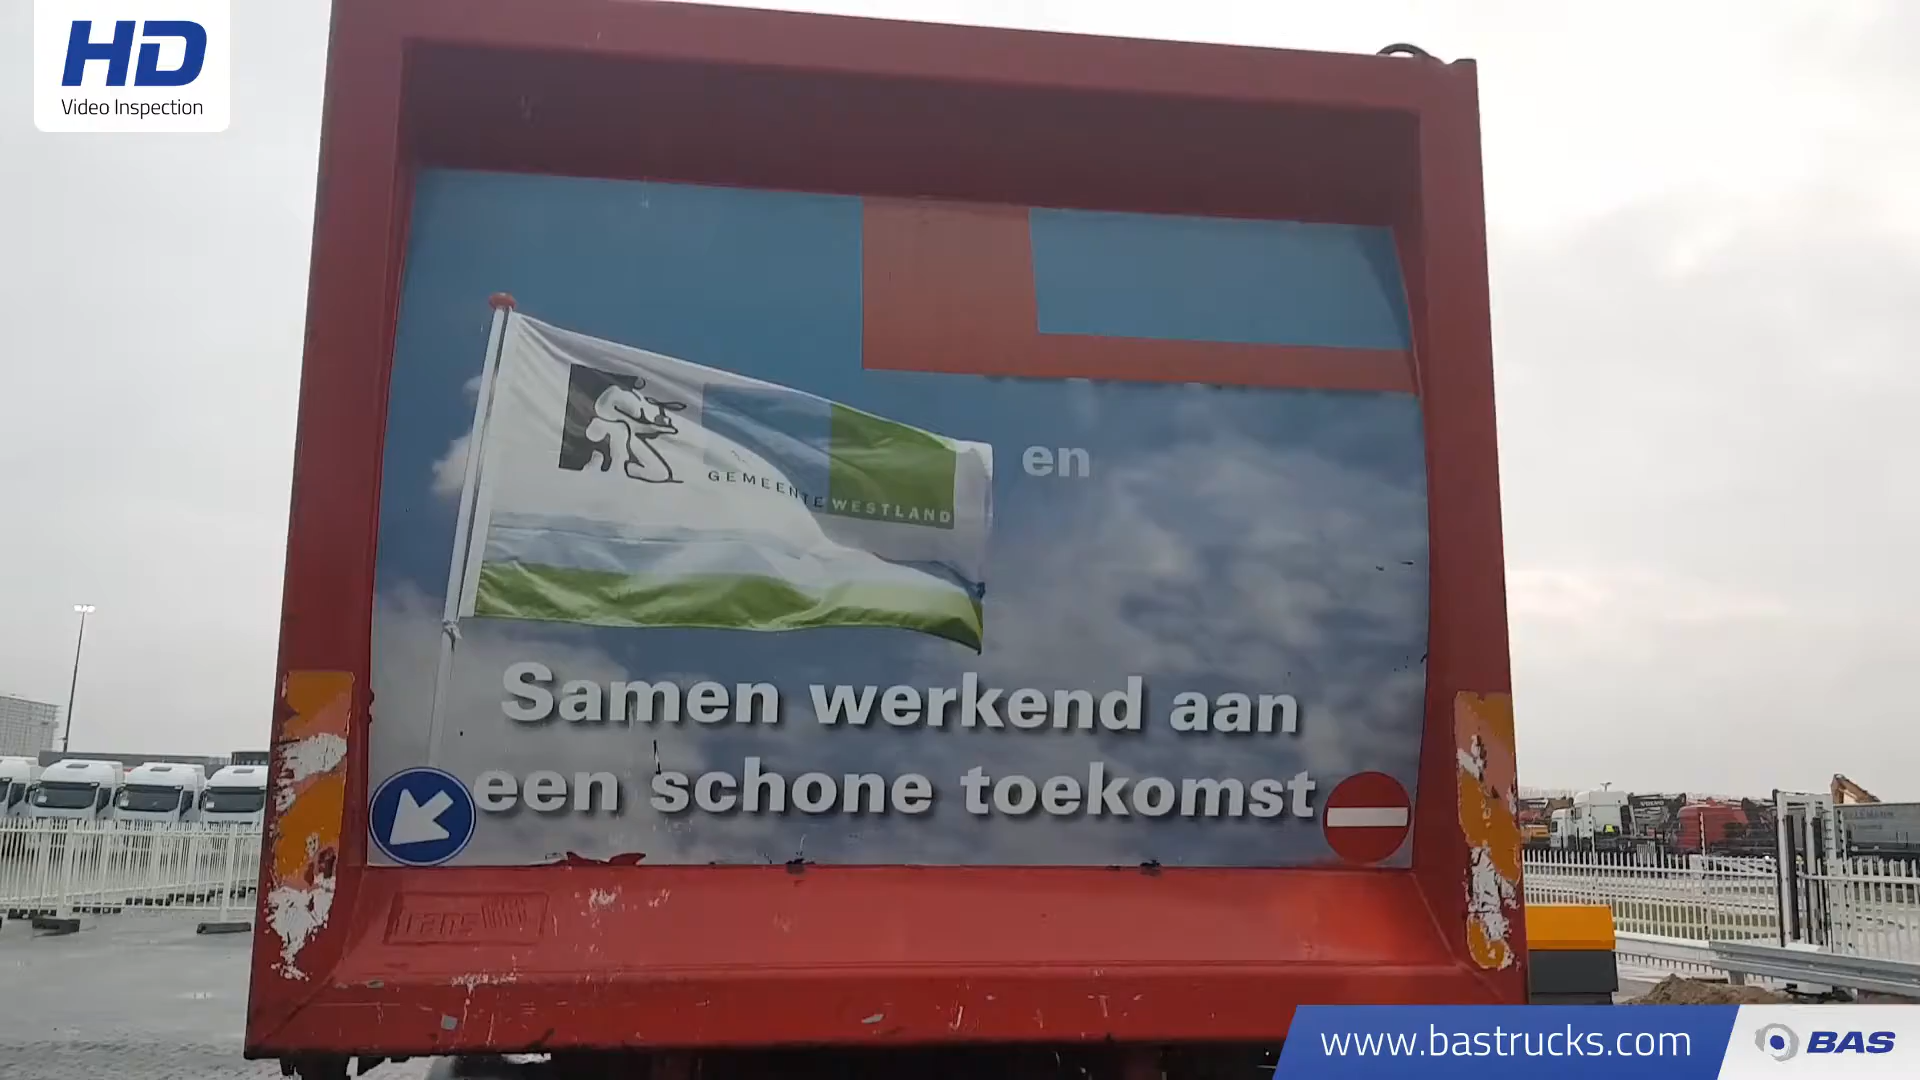 HD
Video Inspection
GEMEENTE WESTLAND
en
Samen werkend aan
een schone toekomst
www.bastrucks.com
BAS